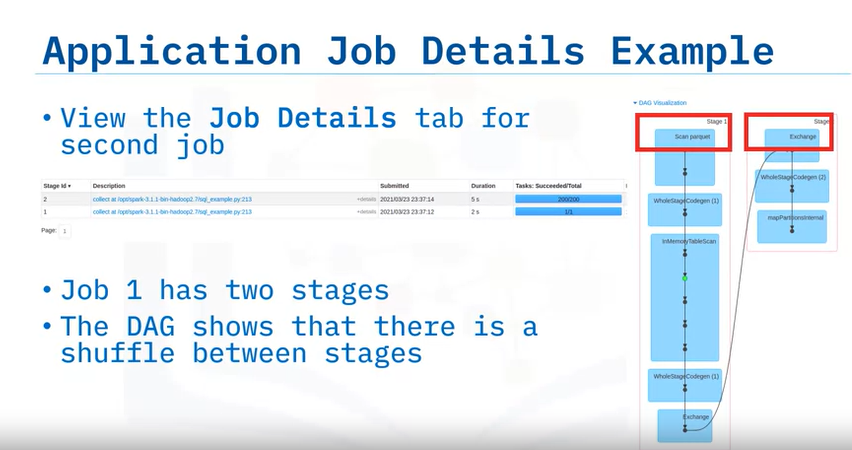 Application Job Details Example
• View the Job Details tab for
second job
Stage Id ▾ Description Submitted Duration Tasks: Succeeded/Total
2 collect at /opt/spark-3.1.1-bin-hadoop2.7/sql_example.py:213 +details 2021/03/23 23:37:14 5 s 200/200
1 collect at /opt/spark-3.1.1-bin-hadoop2.7/sql_example.py:213 +details 2021/03/23 23:37:12 2 s 1/1
Page: 1
• Job 1 has two stages
• The DAG shows that there is a
shuffle between stages
▾ DAG Visualization
Stage 1
Scan parquet
WholeStageCodegen (1)
InMemoryTableScan
WholeStageCodegen (1)
Exchange
Stage
Exchange
WholeStageCodegen (2)
mapPartitionsInternal